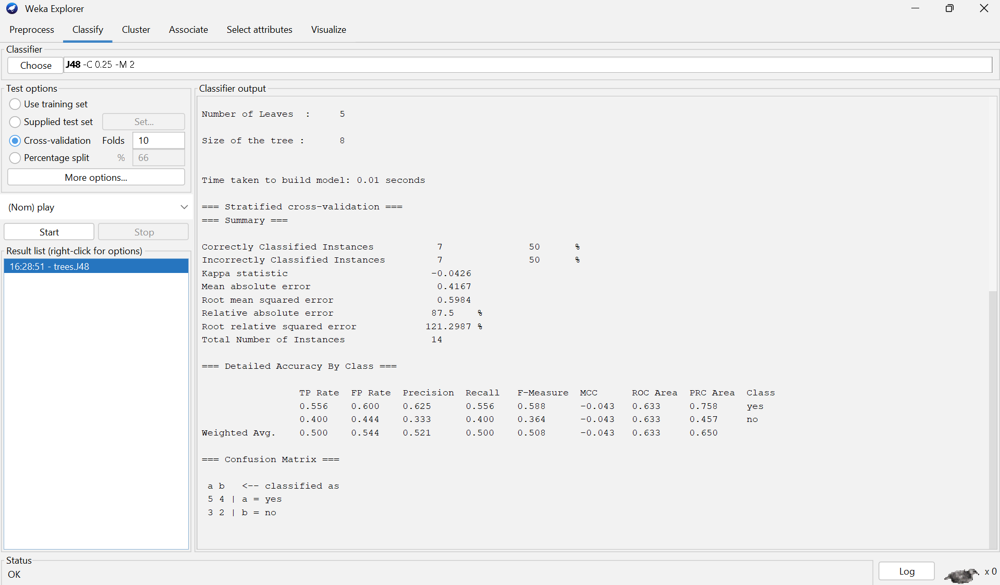 Weka Explorer
Preprocess Classify Cluster Associate Select attributes Visualize
Classifier
Choose J48 -C 0.25 -M 2
Test options
Use training set
Supplied test set Set...
Cross-validation Folds 10
Percentage split % 66
More options...
(Nom) play
Start Stop
Result list (right-click for options)
16:28:51 - trees.J48
Classifier output
Number of Leaves : 5
Size of the tree : 8
Time taken to build model: 0.01 seconds
=== Stratified cross-validation ===
=== Summary ===
Correctly Classified Instances 7 50 %
Incorrectly Classified Instances 7 50 %
Kappa statistic -0.0426
Mean absolute error 0.4167
Root mean squared error 0.5984
Relative absolute error 87.5 %
Root relative squared error 121.2987 %
Total Number of Instances 14
=== Detailed Accuracy By Class ===
TP Rate FP Rate Precision Recall F-Measure MCC ROC Area PRC Area Class
0.556 0.600 0.625 0.556 0.588 -0.043 0.633 0.758 yes
0.400 0.444 0.333 0.400 0.364 -0.043 0.633 0.457 no
Weighted Avg. 0.500 0.544 0.521 0.500 0.508 -0.043 0.633 0.650
=== Confusion Matrix ===
a b <-- classified as
5 4 | a = yes
3 2 | b = no
Status
OK
Log x 0